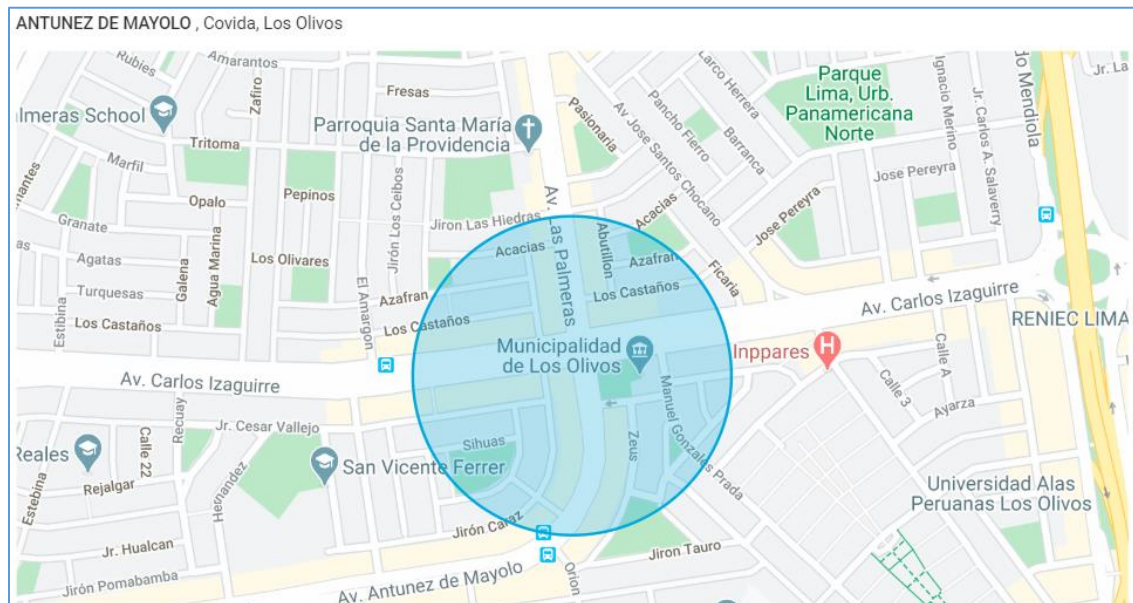 ANTUNEZ DE MAYOLO , Covida, Los Olivos
Rubies
Amarantos
Zafiro
Fresas
Pasionaria
Larco Herrera
Pancho Fierro
Av Jose Santos Chocano
Barranca
Parque
Lima, Urb.
Panamericana
Norte
Ignacio Merino
Jr. Carlos A. Salaverry
do Mendiola
Jr. La
almeras School
Tritoma
Parroquia Santa María
de la Providencia
Marfil
Opalo
Pepinos
Jirón Los Ceibos
Jiron Las Hiedras
Av. Las Palmeras
Abutillon
Acacias
Jose Pereyra
Jose Pereyra
Granate
Agatas
Agua Marina
Los Olivares
Acacias
Azafran
Ficaria
Turquesas
Galena
El Amargon
Azafran
Los Castaños
Los Castaños
Estibina
Los Castaños
Av. Carlos Izaguirre
RENIEC LIMA
Municipalidad
de Los Olivos
Inppares
Calle A
Calle 3
Av. Carlos Izaguirre
Recuay
Jr. Cesar Vallejo
Manuel Gonzales Prada
Ayarza
Calle 22
Sihuas
Zeus
Reales
San Vicente Ferrer
Rejalgar
Hernandez
Estebina
Universidad Alas
Peruanas Los Olivos
Jirón Caraz
Jr. Hualcan
Jiron Tauro
Jirón Pomabamba
Av. Antunez de Mayolo
Orion